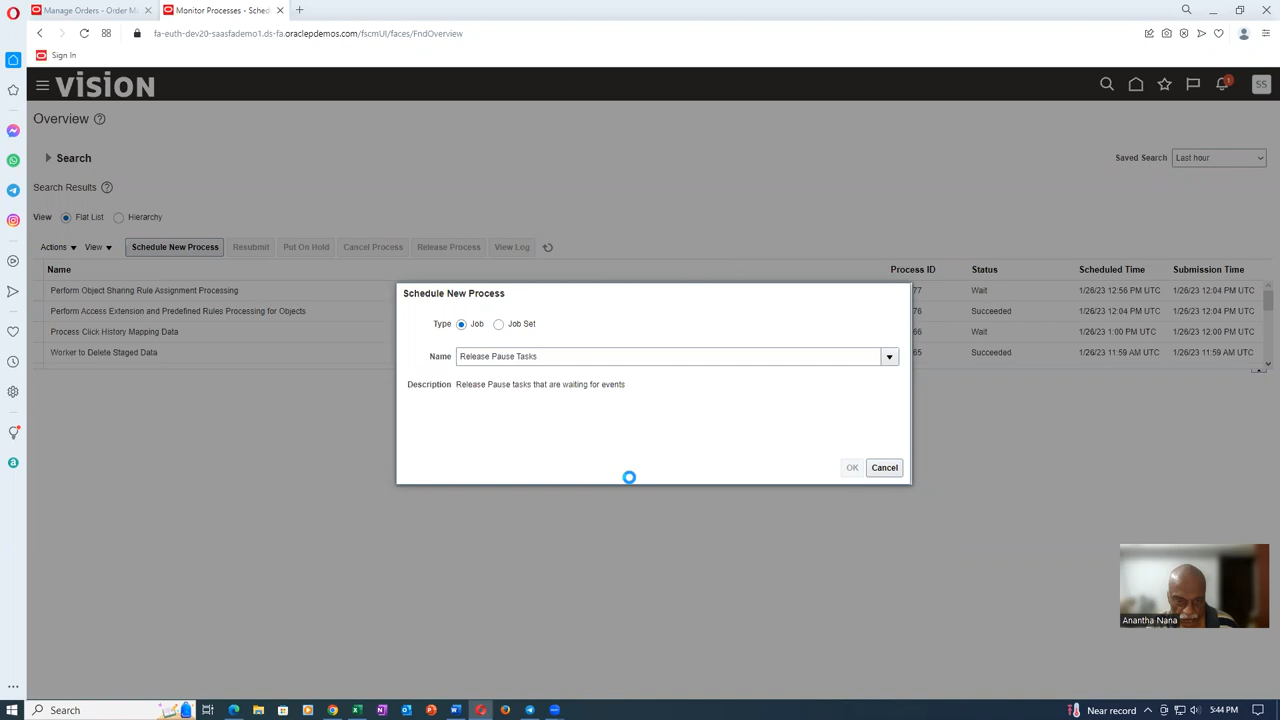 Manage Orders - Order M
Monitor Processes - Sched
fa-euth-dev20-saasfademo1.ds-fa.oraclepdemos.com/fscmUI/faces/FndOverview
Sign In
VISION
1
SS
Overview
Search
Saved Search Last hour
Search Results
View Flat List Hierarchy
Actions View Schedule New Process Resubmit Put On Hold Cancel Process Release Process View Log
Name Process ID Status Scheduled Time Submission Time
Perform Object Sharing Rule Assignment Processing 77 Wait 1/26/23 12:56 PM UTC 1/26/23 12:04 PM UTC
Perform Access Extension and Predefined Rules Processing for Objects 76 Succeeded 1/26/23 12:04 PM UTC 1/26/23 12:04 PM UTC
Process Click History Mapping Data 66 Wait 1/26/23 1:00 PM UTC 1/26/23 12:00 PM UTC
Worker to Delete Staged Data 65 Succeeded 1/26/23 11:59 AM UTC 1/26/23 11:59 AM UTC
Schedule New Process
Type Job Job Set
Name Release Pause Tasks
Description Release Pause tasks that are waiting for events
OK Cancel
Anantha Nana
Search
Near record
5:44 PM